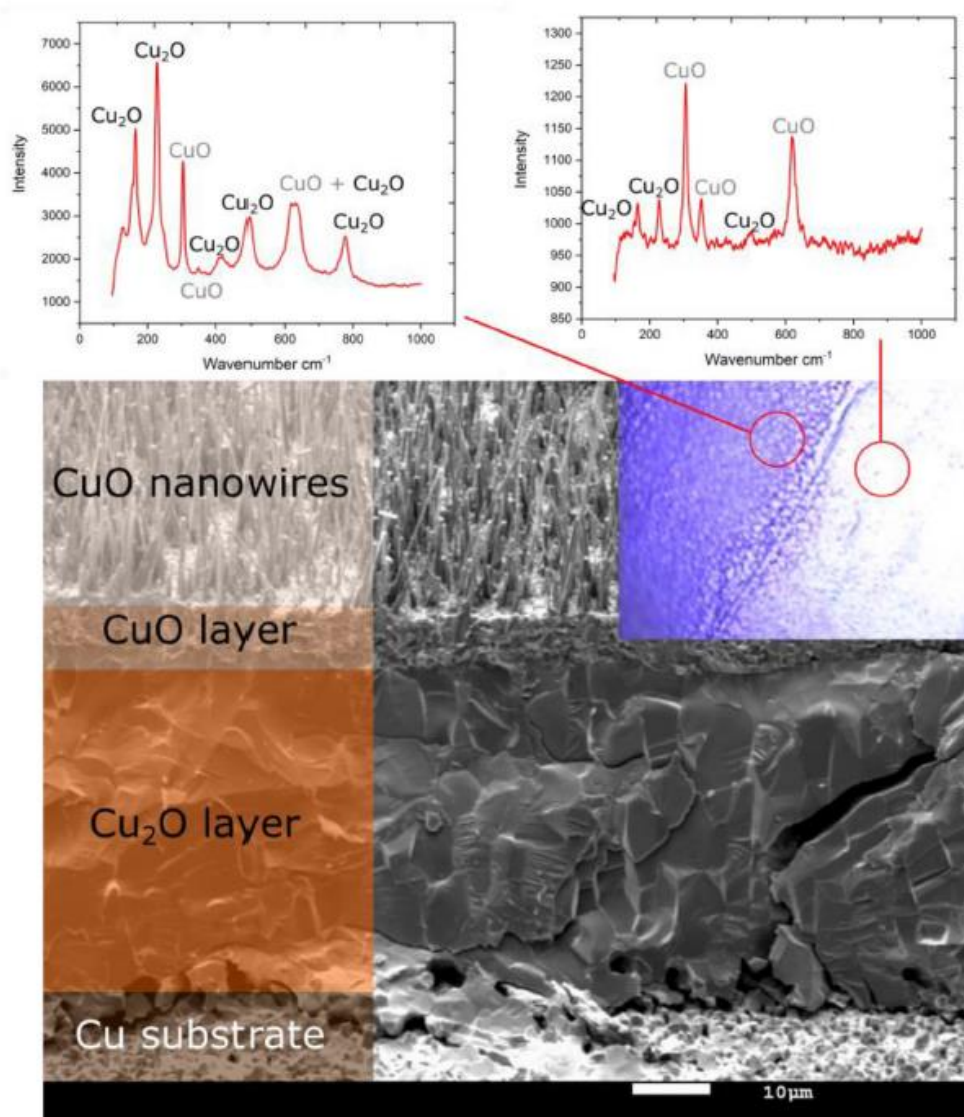 Cu₂O
Cu₂O
CuO
Cu₂O
Cu₂O
CuO + Cu₂O
Cu₂O
CuO
7000
6000
5000
4000
3000
2000
1000
Intensity
0 200 400 600 800 1000
Wavenumber cm⁻¹
CuO
CuO
Cu₂O
Cu₂O
CuO
Cu₂O
1300
1250
1200
1150
1100
1050
1000
950
900
850
Intensity
0 200 400 600 800 1000
Wavenumber cm⁻¹
CuO nanowires
CuO layer
Cu₂O layer
Cu substrate
10μm